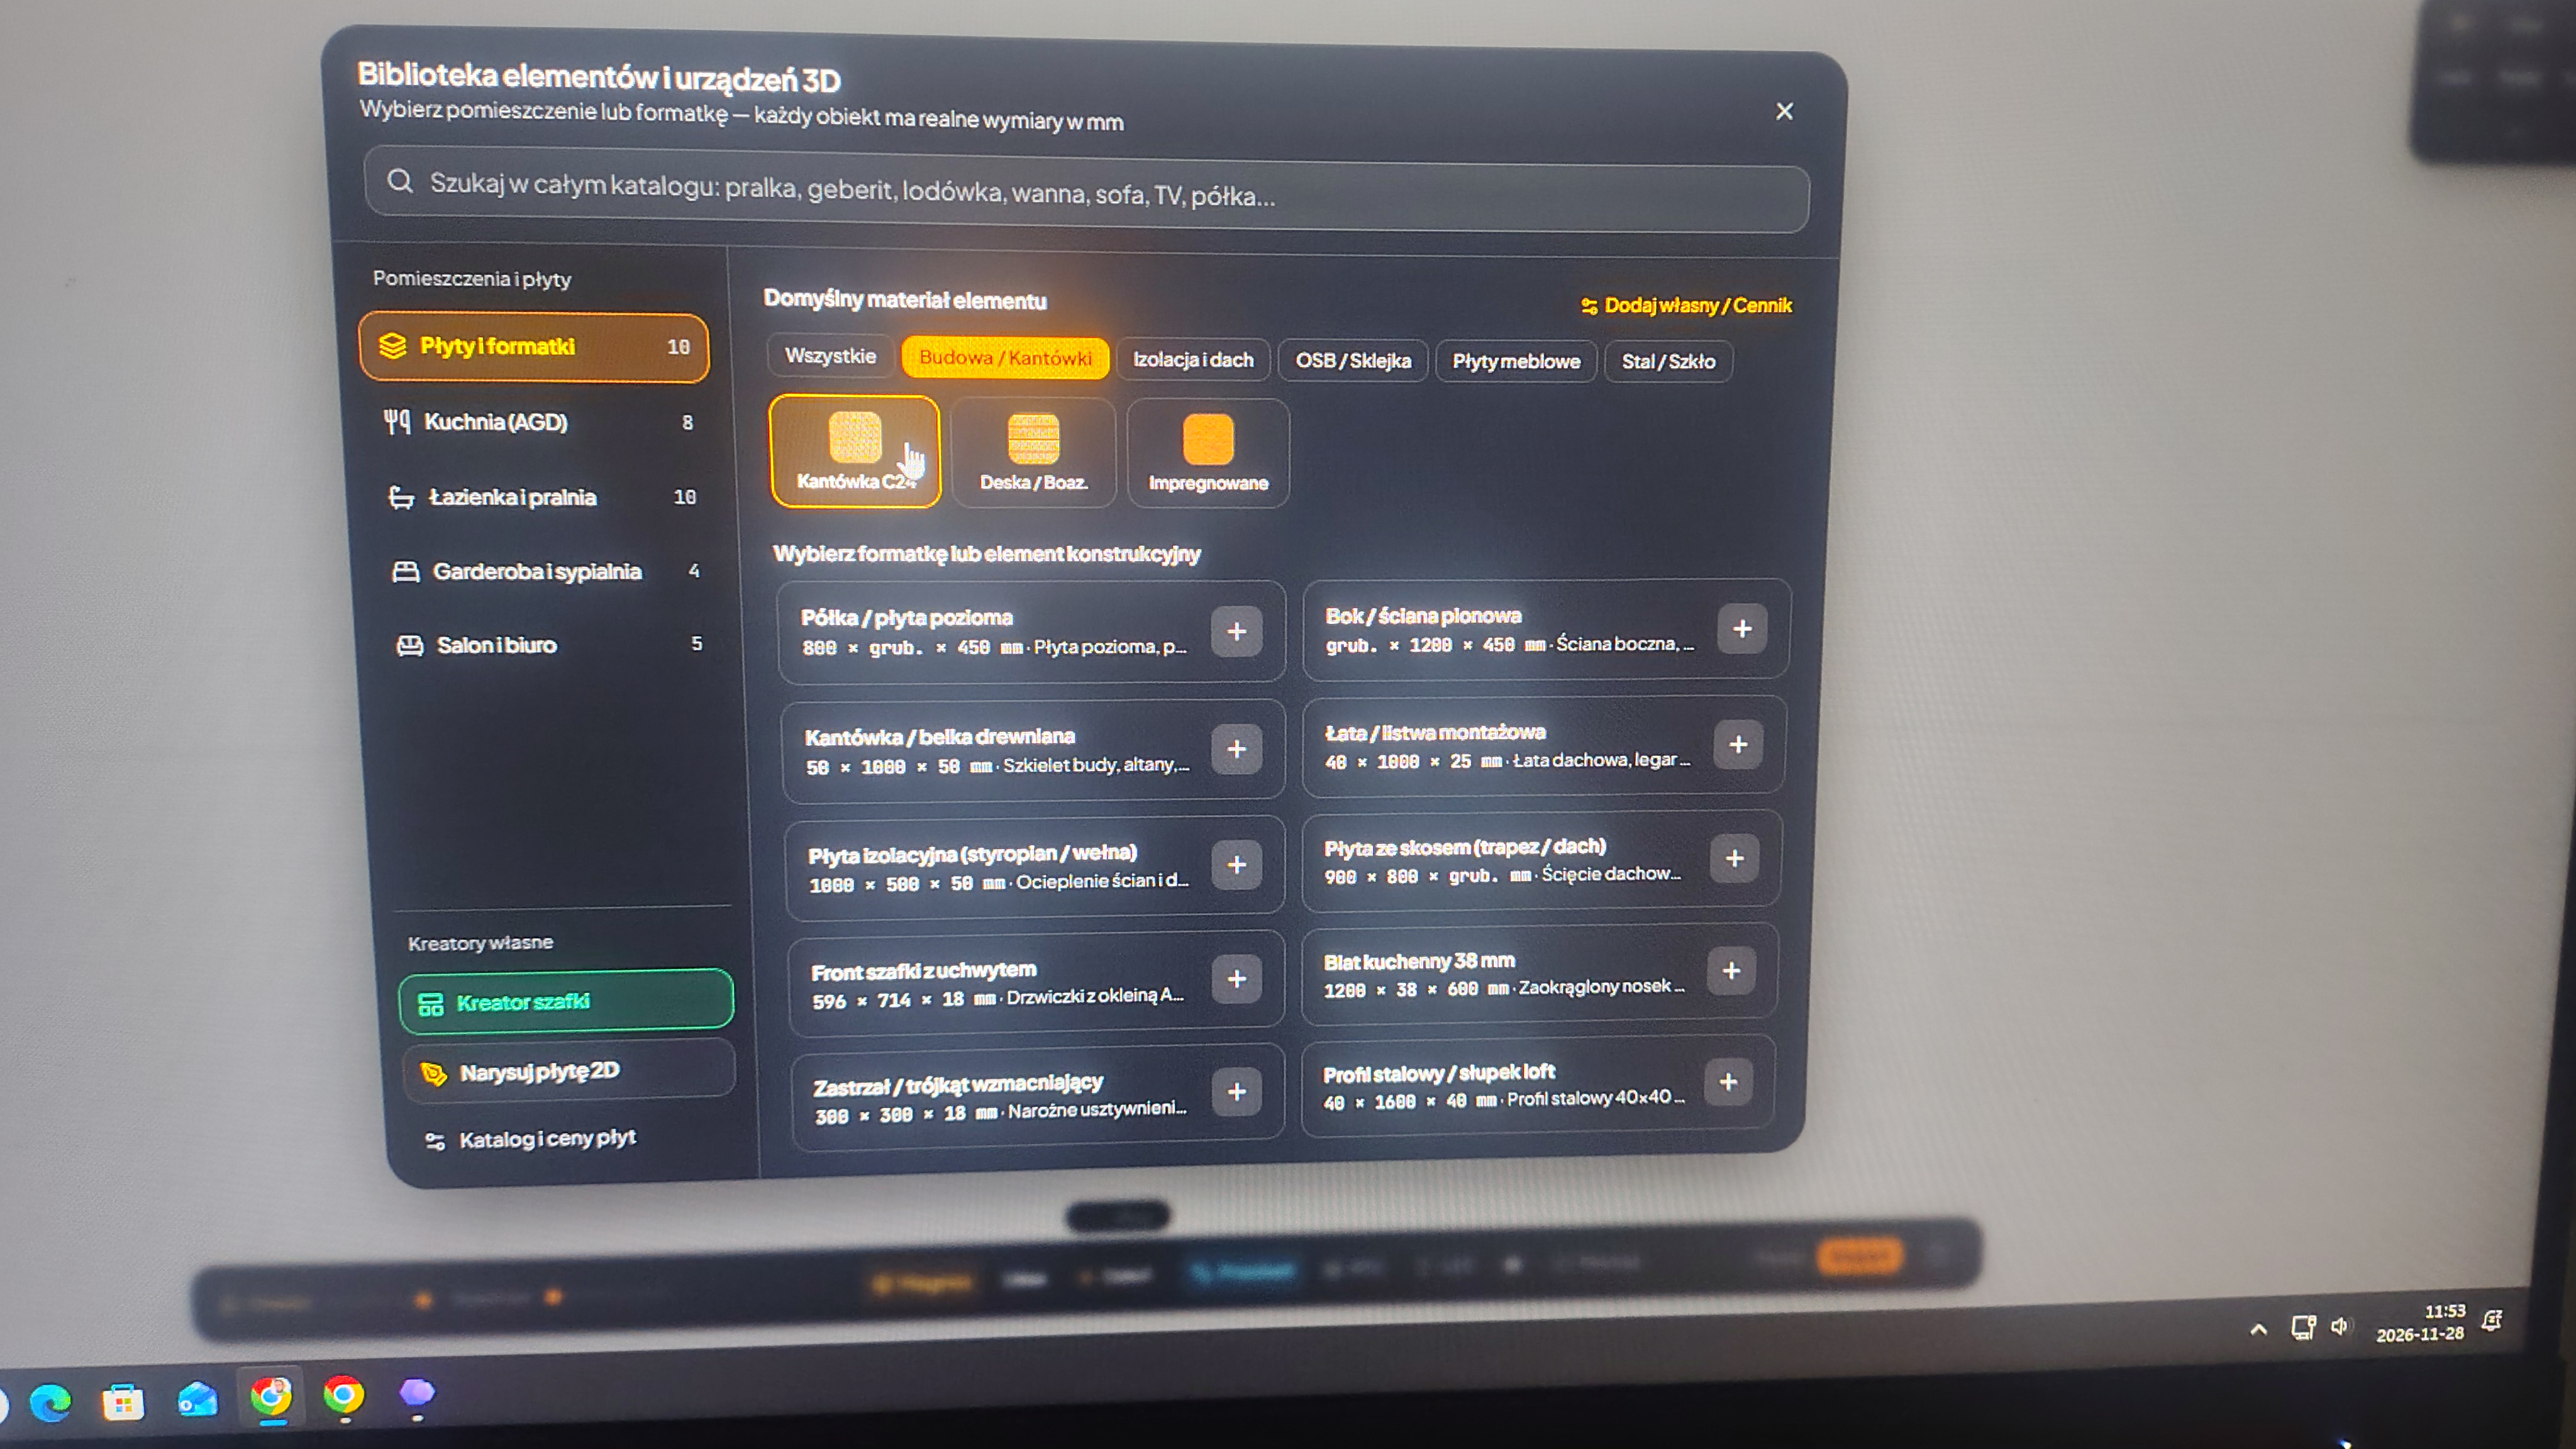 Biblioteka elementów i urządzeń 3D
Wybierz pomieszczenie lub formatkę — każdy obiekt ma realne wymiary w mm
Szukaj w całym katalogu: pralka, geberit, lodówka, wanna, sofa, TV, półka...
Pomieszczenia i płyty
Płyty i formatki 10
Kuchnia (AGD) 8
Łazienka i pralnia 10
Garderoba i sypialnia 4
Salon i biuro 5
Kreatory własne
Kreator szafki
Narysuj płytę 2D
Katalog i ceny płyt
Domyślny materiał elementu
Dodaj własny / Cennik
Wszystkie Budowa / Kantówki Izolacja i dach OSB / Sklejka Płyty meblowe Stal / Szkło
Kantówka C24 Deska / Boaz. Impregnowane
Wybierz formatkę lub element konstrukcyjny
Półka / płyta pozioma
800 × grub. × 450 mm · Płyta pozioma, p...
Bok / ściana pionowa
grub. × 1200 × 450 mm · Ściana boczna, ...
Kantówka / belka drewniana
50 × 1000 × 50 mm · Szkielet budy, altany,...
Łata / listwa montażowa
40 × 1000 × 25 mm · Łata dachowa, legar ...
Płyta izolacyjna (styropian / wełna)
1000 × 500 × 50 mm · Ocieplenie ścian i d...
Płyta ze skosem (trapez / dach)
900 × 800 × grub. mm · Ścięcie dachow...
Front szafki z uchwytem
596 × 714 × 18 mm · Drzwiczki z okleiną A...
Blat kuchenny 38 mm
1200 × 38 × 600 mm · Zaokrąglony nosek ...
Zastrzał / trójkąt wzmacniający
300 × 300 × 18 mm · Narożne usztywnieni...
Profil stalowy / słupek loft
40 × 1600 × 40 mm · Profil stalowy 40x40 ...
11:53
2026-11-28